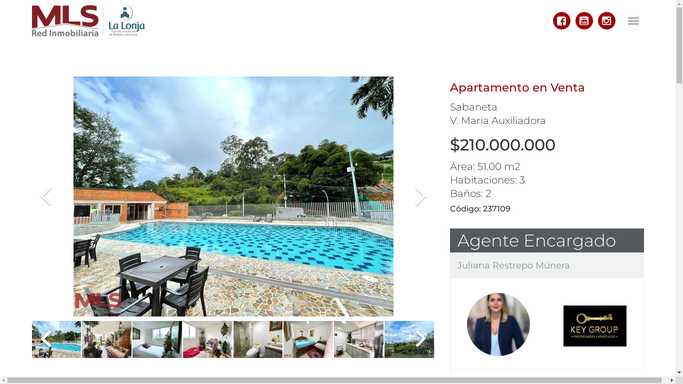 MLS
Red Inmobiliaria
La Lonja
Apartamento en Venta
Sabaneta
V. Maria Auxiliadora
$210.000.000
Área: 51.00 m2
Habitaciones: 3
Baños: 2
Código: 237109
Agente Encargado
Juliana Restrepo Múnera
MLS
KEY GROUP